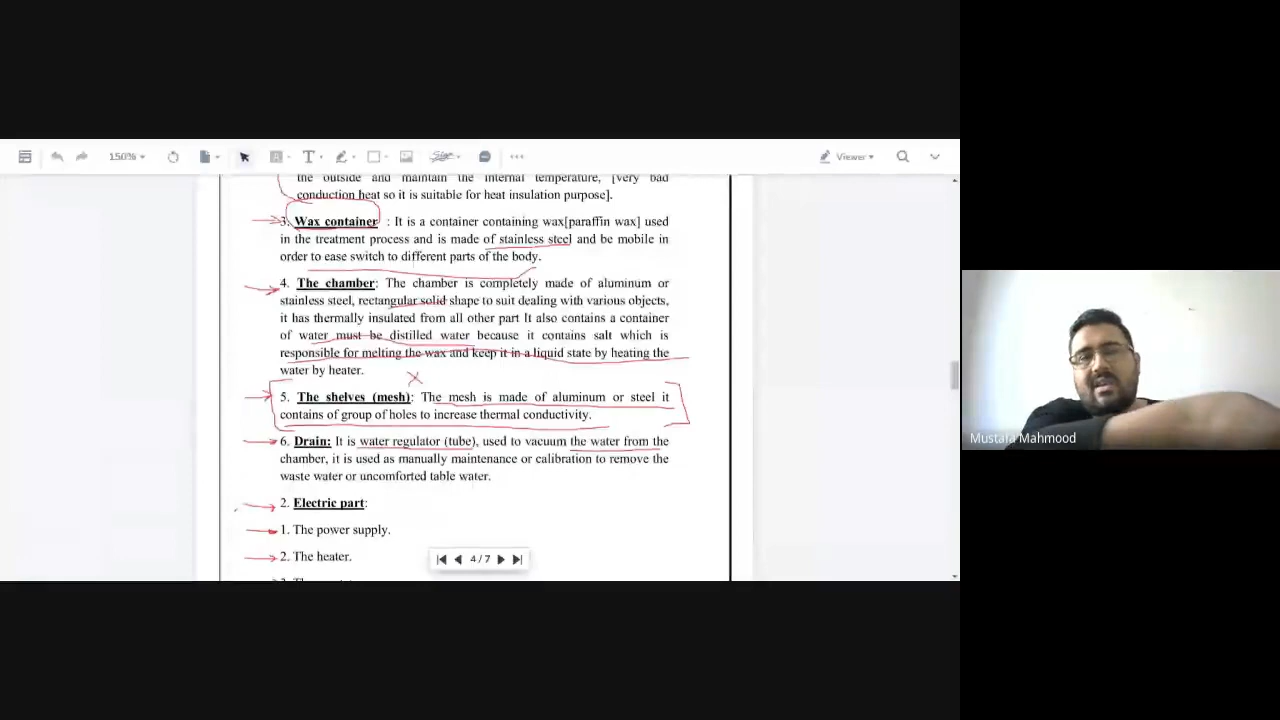 150%
Viewer
the outside and maintain the internal temperature, [very bad
conduction heat so it is suitable for heat insulation purpose].
3. Wax container : It is a container containing wax[paraffin wax] used
in the treatment process and is made of stainless steel and be mobile in
order to ease switch to different parts of the body.
4. The chamber: The chamber is completely made of aluminum or
stainless steel, rectangular solid shape to suit dealing with various objects,
it has thermally insulated from all other part It also contains a container
of water must be distilled water because it contains salt which is
responsible for melting the wax and keep it in a liquid state by heating the
water by heater.
5. The shelves (mesh): The mesh is made of aluminum or steel it
contains of group of holes to increase thermal conductivity.
6. Drain: It is water regulator (tube), used to vacuum the water from the
chamber, it is used as manually maintenance or calibration to remove the
waste water or uncomforted table water.
2. Electric part:
1. The power supply.
2. The heater.
4 / 7
Mustafa Mahmood